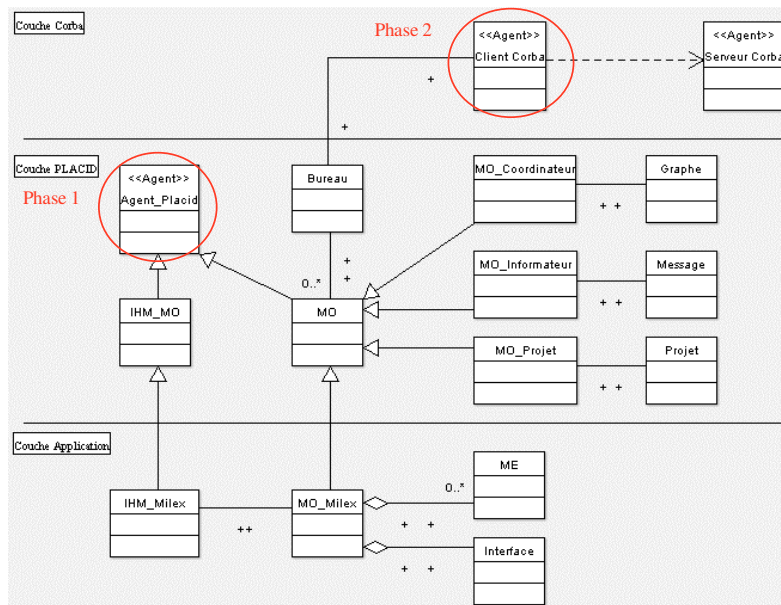 Couche Corba
Phase 2
<<Agent>>
Client Corba
<<Agent>>
Serveur Corba
+
+
Couche PLACID
Phase 1
<<Agent>>
Agent_Placid
Bureau
MO_Coordinateur
Graphe
+ +
+
0..*
+
MO_Informateur
Message
+ +
IHM_MO
MO
MO_Projet
Projet
+ +
Couche Application
ME
0..*
IHM_Milex
MO_Milex
++
+ +
Interface
+ +